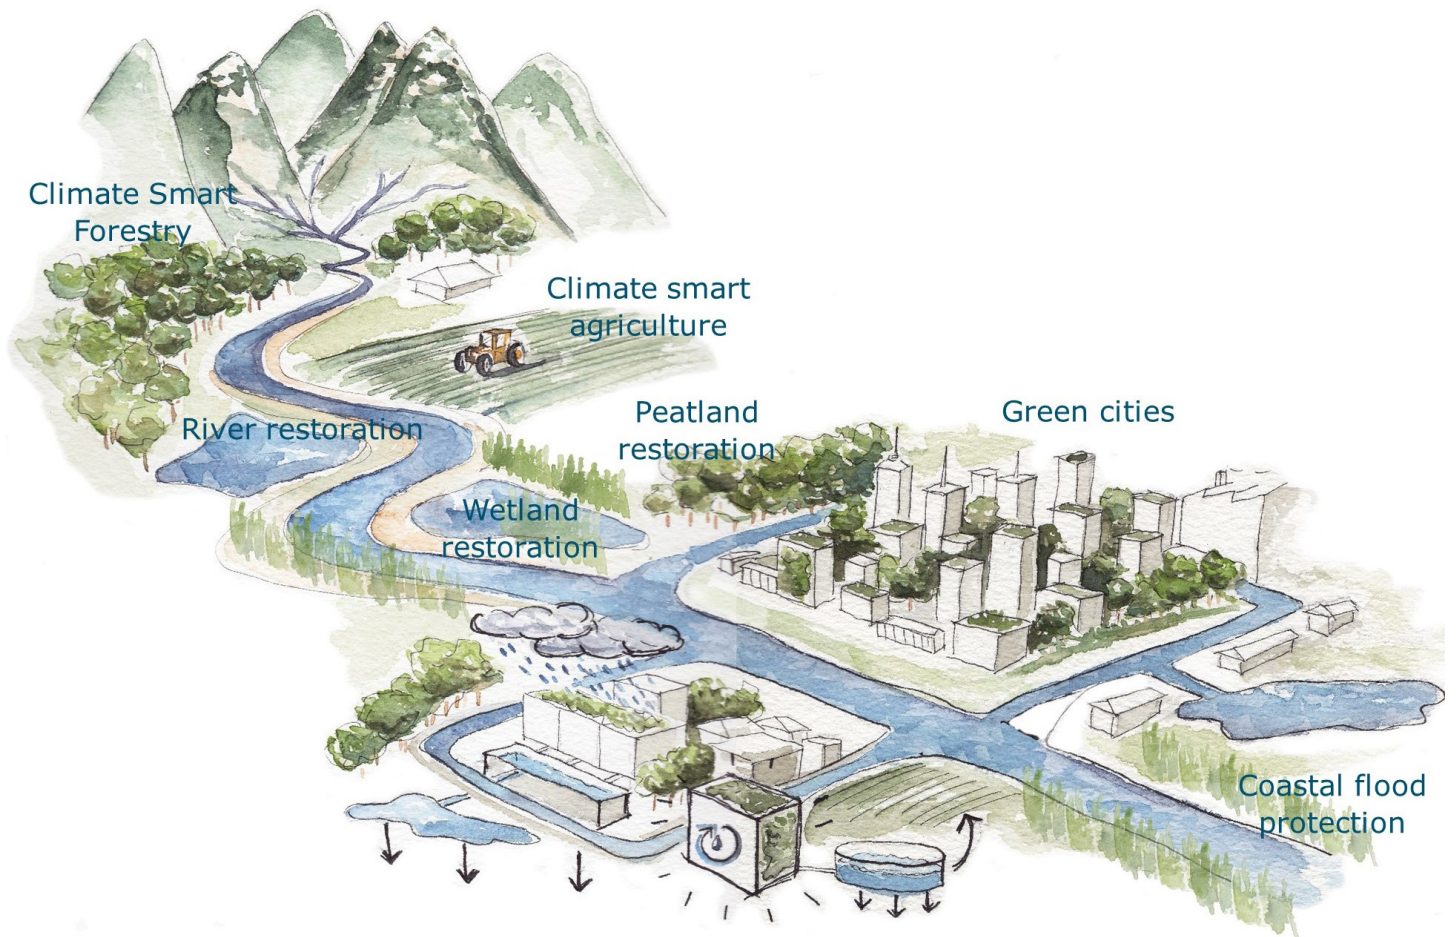 Climate Smart
Forestry
Climate smart
agriculture
River restoration
Peatland
restoration
Green cities
Wetland
restoration
Coastal flood
protection